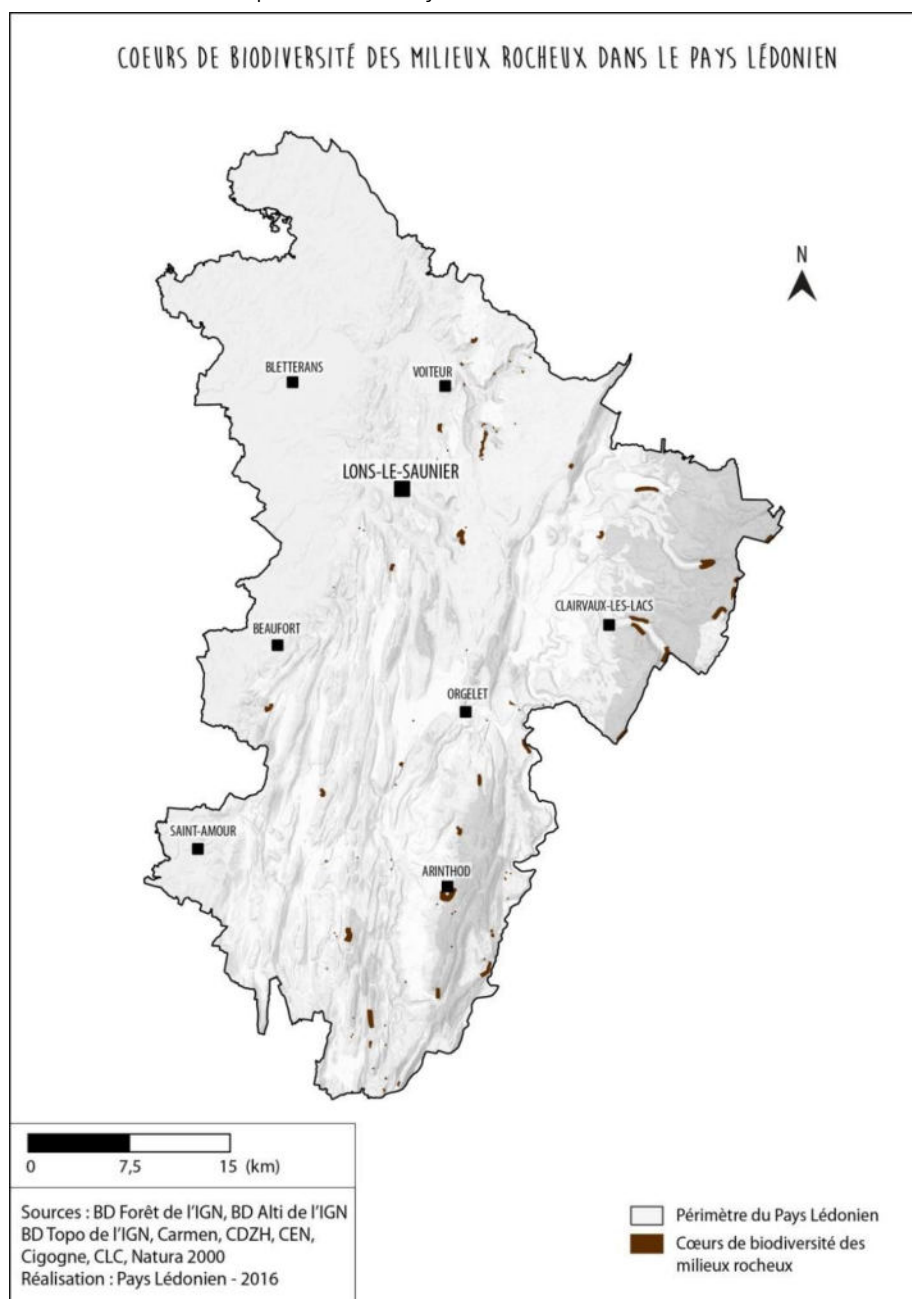 COEURS DE BIODIVERSITÉ DES MILIEUX ROCHEUX DANS LE PAYS LÉDONIEN
N
BLETTERANS
VOITEUR
LONS-LE-SAUNIER
CLAIRVAUX-LES-LACS
BEAUFORT
ORGELET
SAINT-AMOUR
ARINTHOD
0 7,5 15 (km)
Sources : BD Forêt de l'IGN, BD Alti de l'IGN
BD Topo de l'IGN, Carmen, CDZH, CEN,
Cigogne, CLC, Natura 2000
Réalisation : Pays Lédonien - 2016
Périmètre du Pays Lédonien
Cœurs de biodiversité des
milieux rocheux